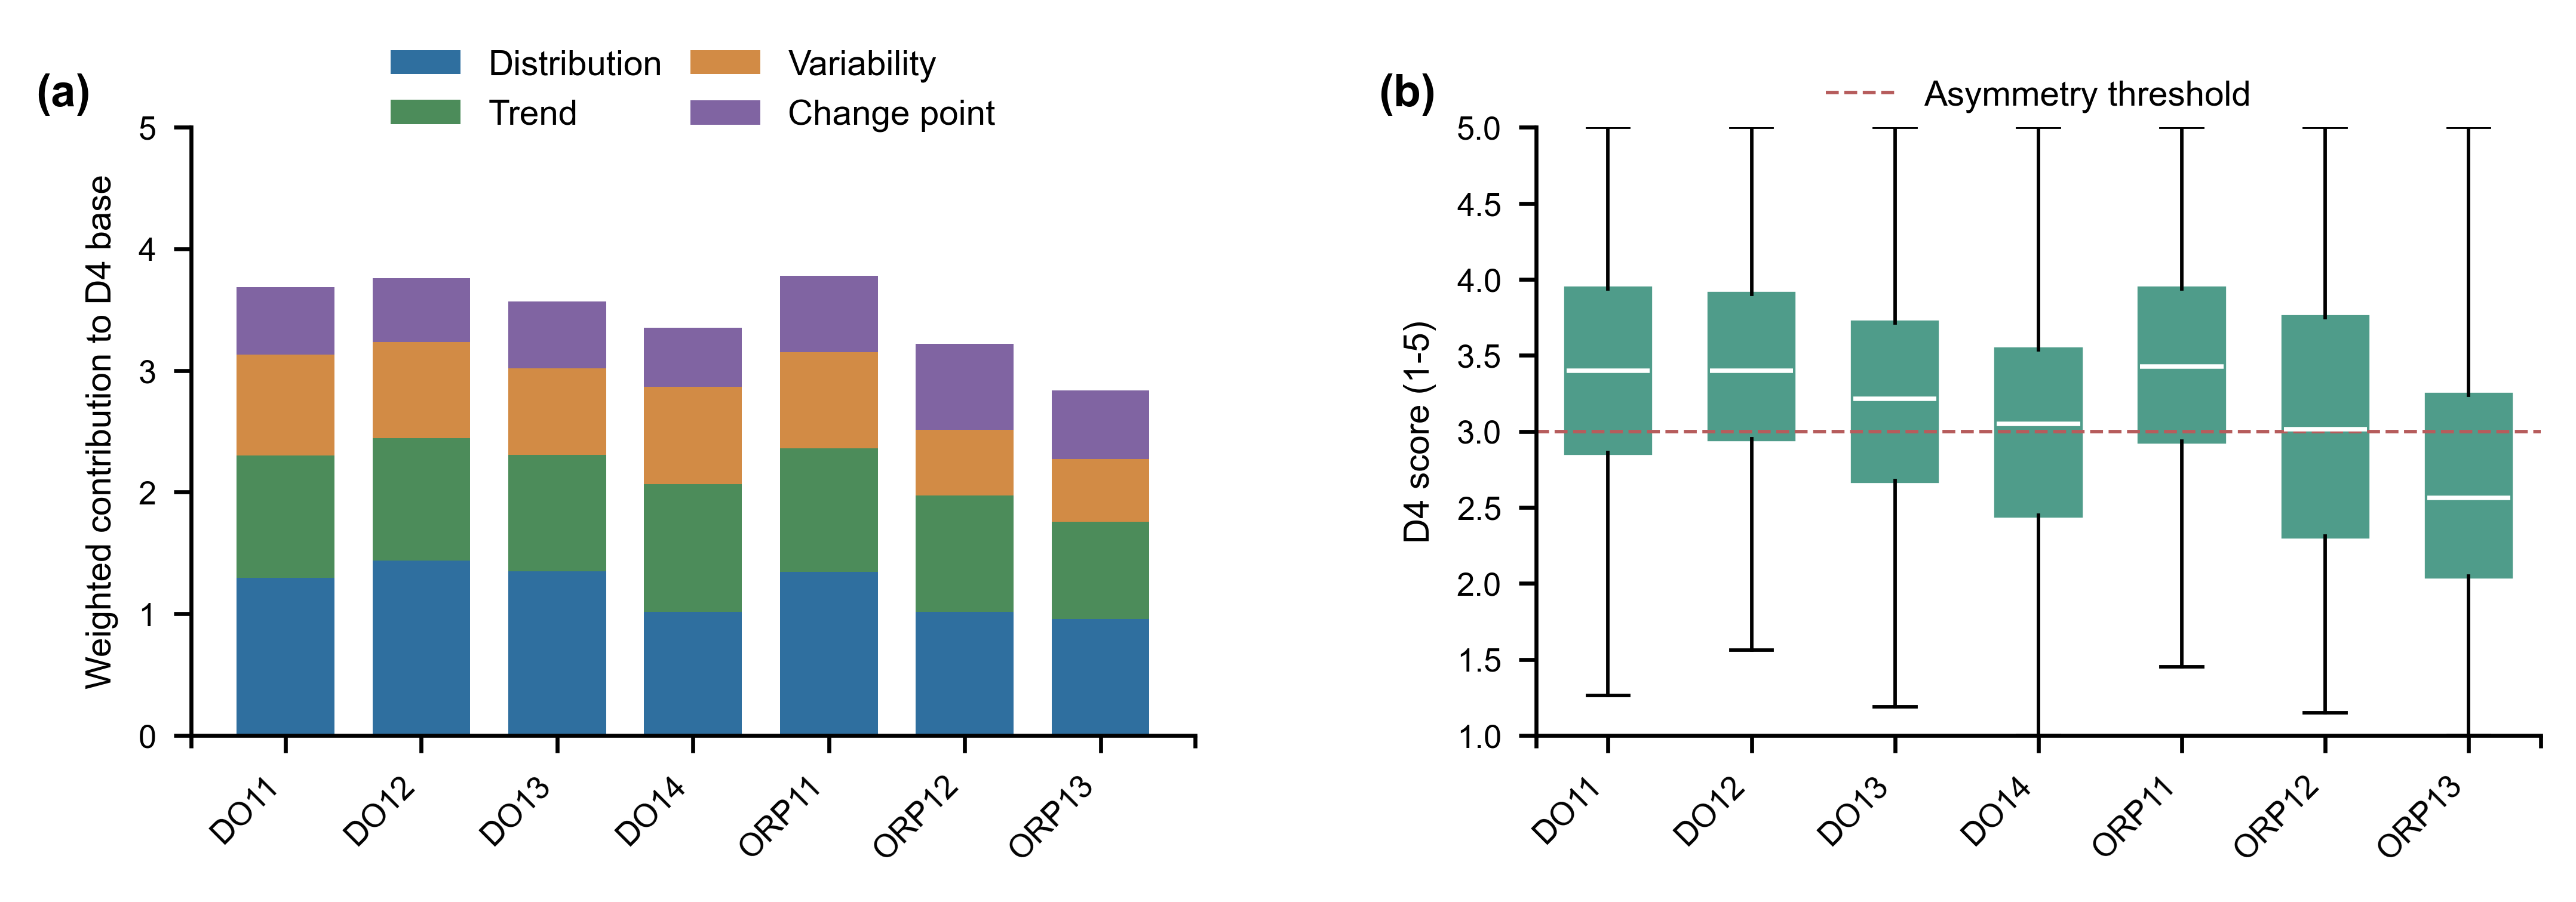 (a)
Distribution
Variability
Trend
Change point
Weighted contribution to D4 base
5
4
3
2
1
0
DO11
DO12
DO13
DO14
ORP11
ORP12
ORP13
(b)
Asymmetry threshold
D4 score (1-5)
5.0
4.5
4.0
3.5
3.0
2.5
2.0
1.5
1.0
DO11
DO12
DO13
DO14
ORP11
ORP12
ORP13